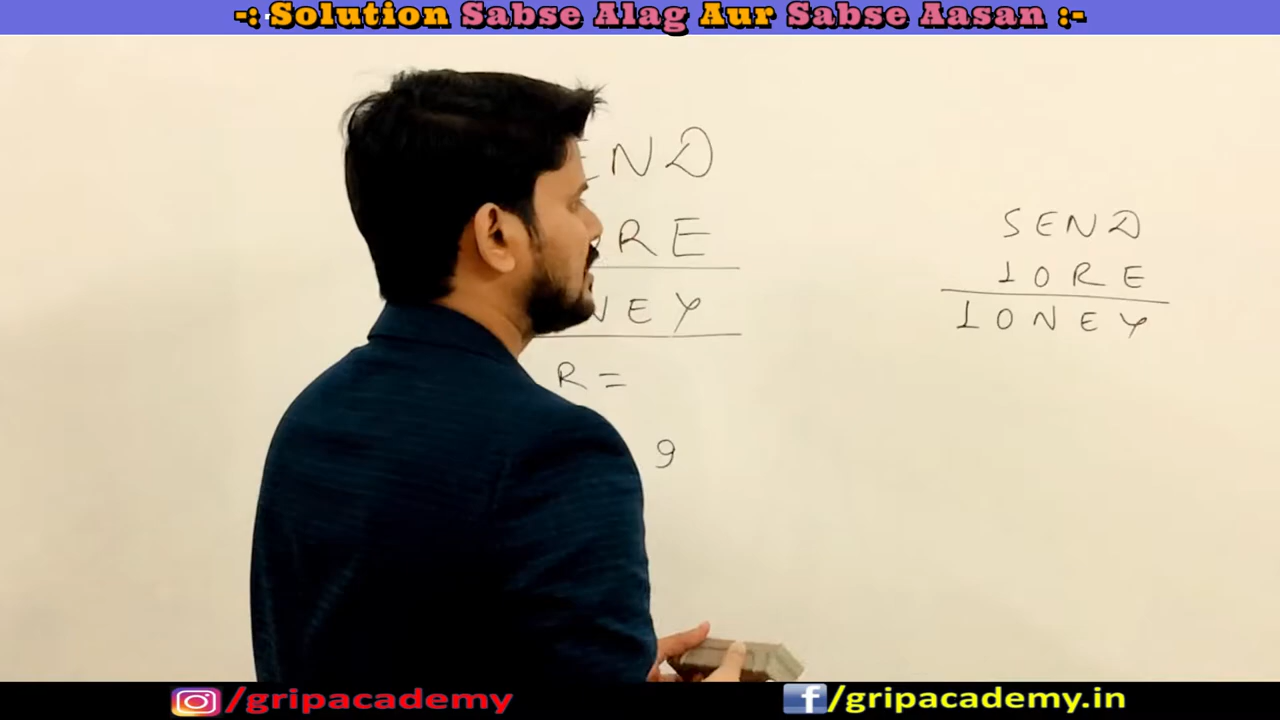 -: Solution Sabse Alag Aur Sabse Aasan :-
END
RE
NEY
R =
9
SEND
1ORE
1ONEY
/gripacademy
/gripacademy.in